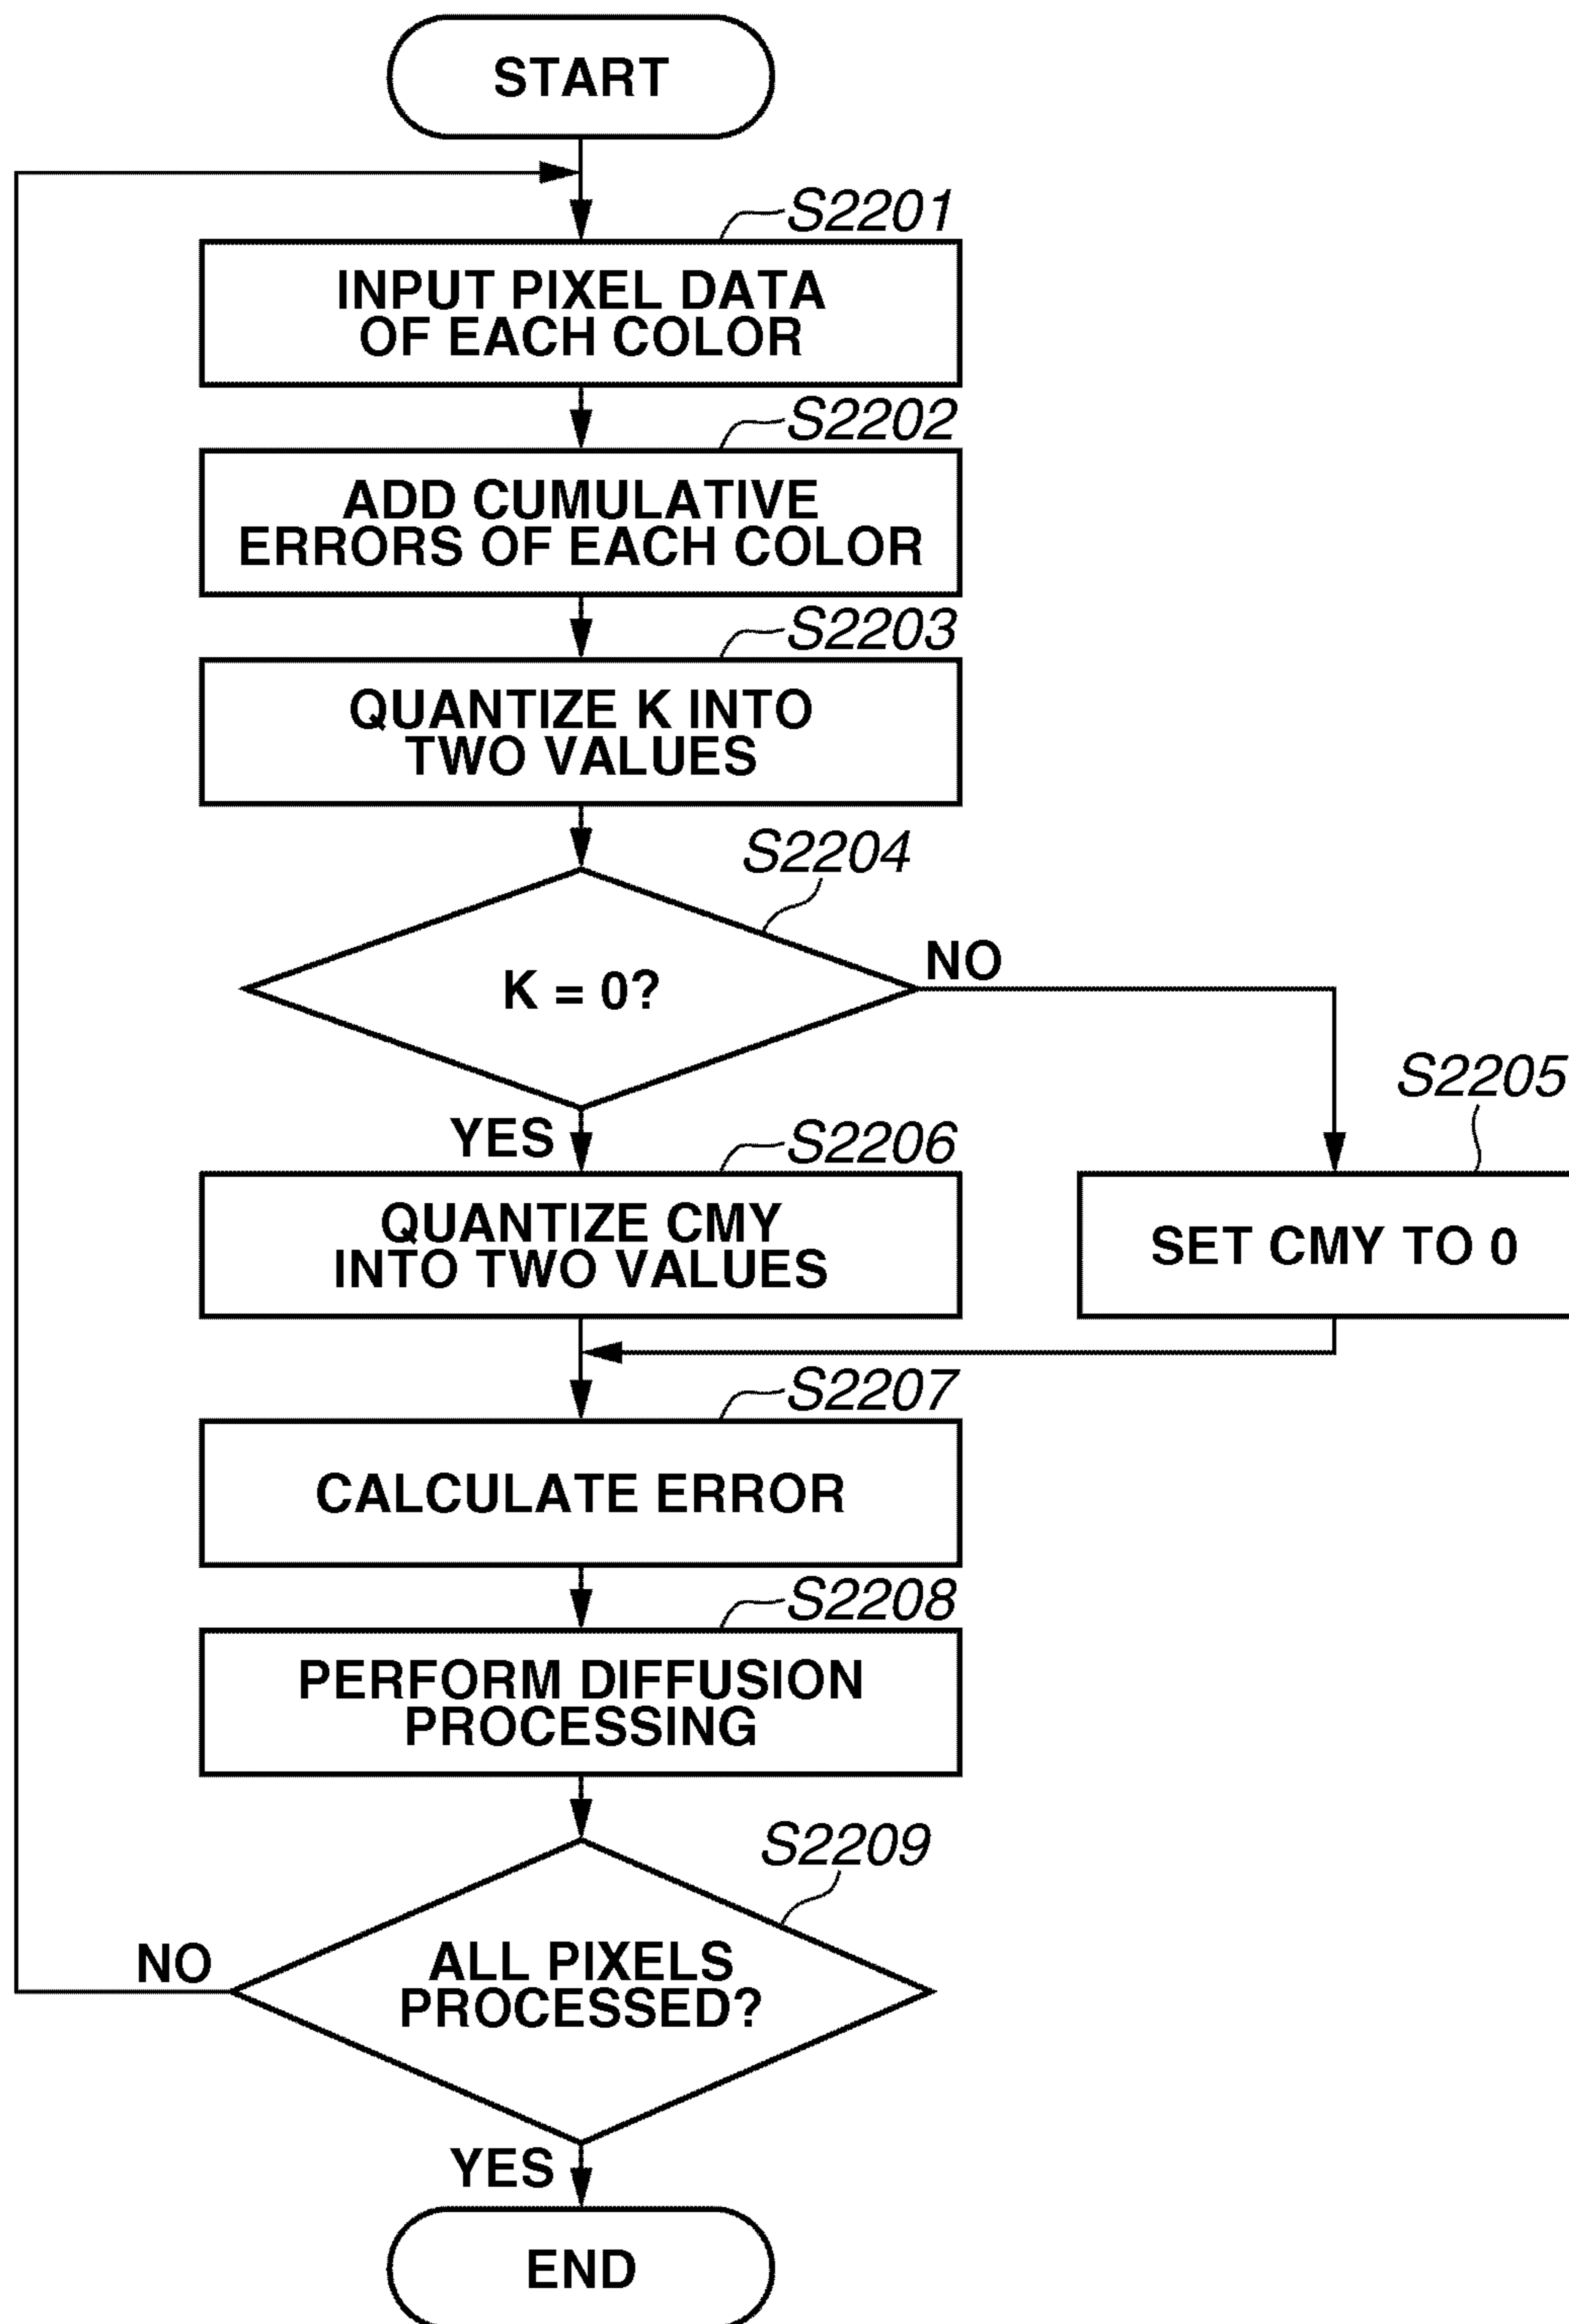 START
S2201
INPUT PIXEL DATA
OF EACH COLOR
S2202
ADD CUMULATIVE
ERRORS OF EACH COLOR
S2203
QUANTIZE K INTO
TWO VALUES
S2204
K = 0?
NO
YES
S2206
QUANTIZE CMY
INTO TWO VALUES
S2205
SET CMY TO 0
S2207
CALCULATE ERROR
S2208
PERFORM DIFFUSION
PROCESSING
S2209
ALL PIXELS
PROCESSED?
NO
YES
END